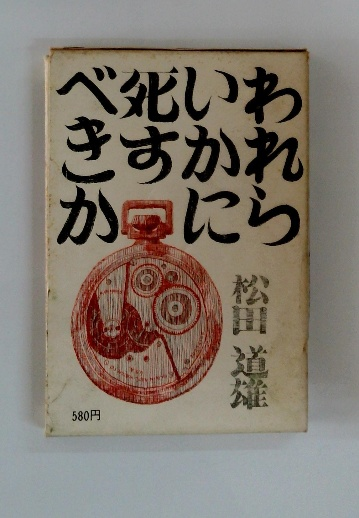 われら
いかに
死す
べきか
松田 道雄
580円